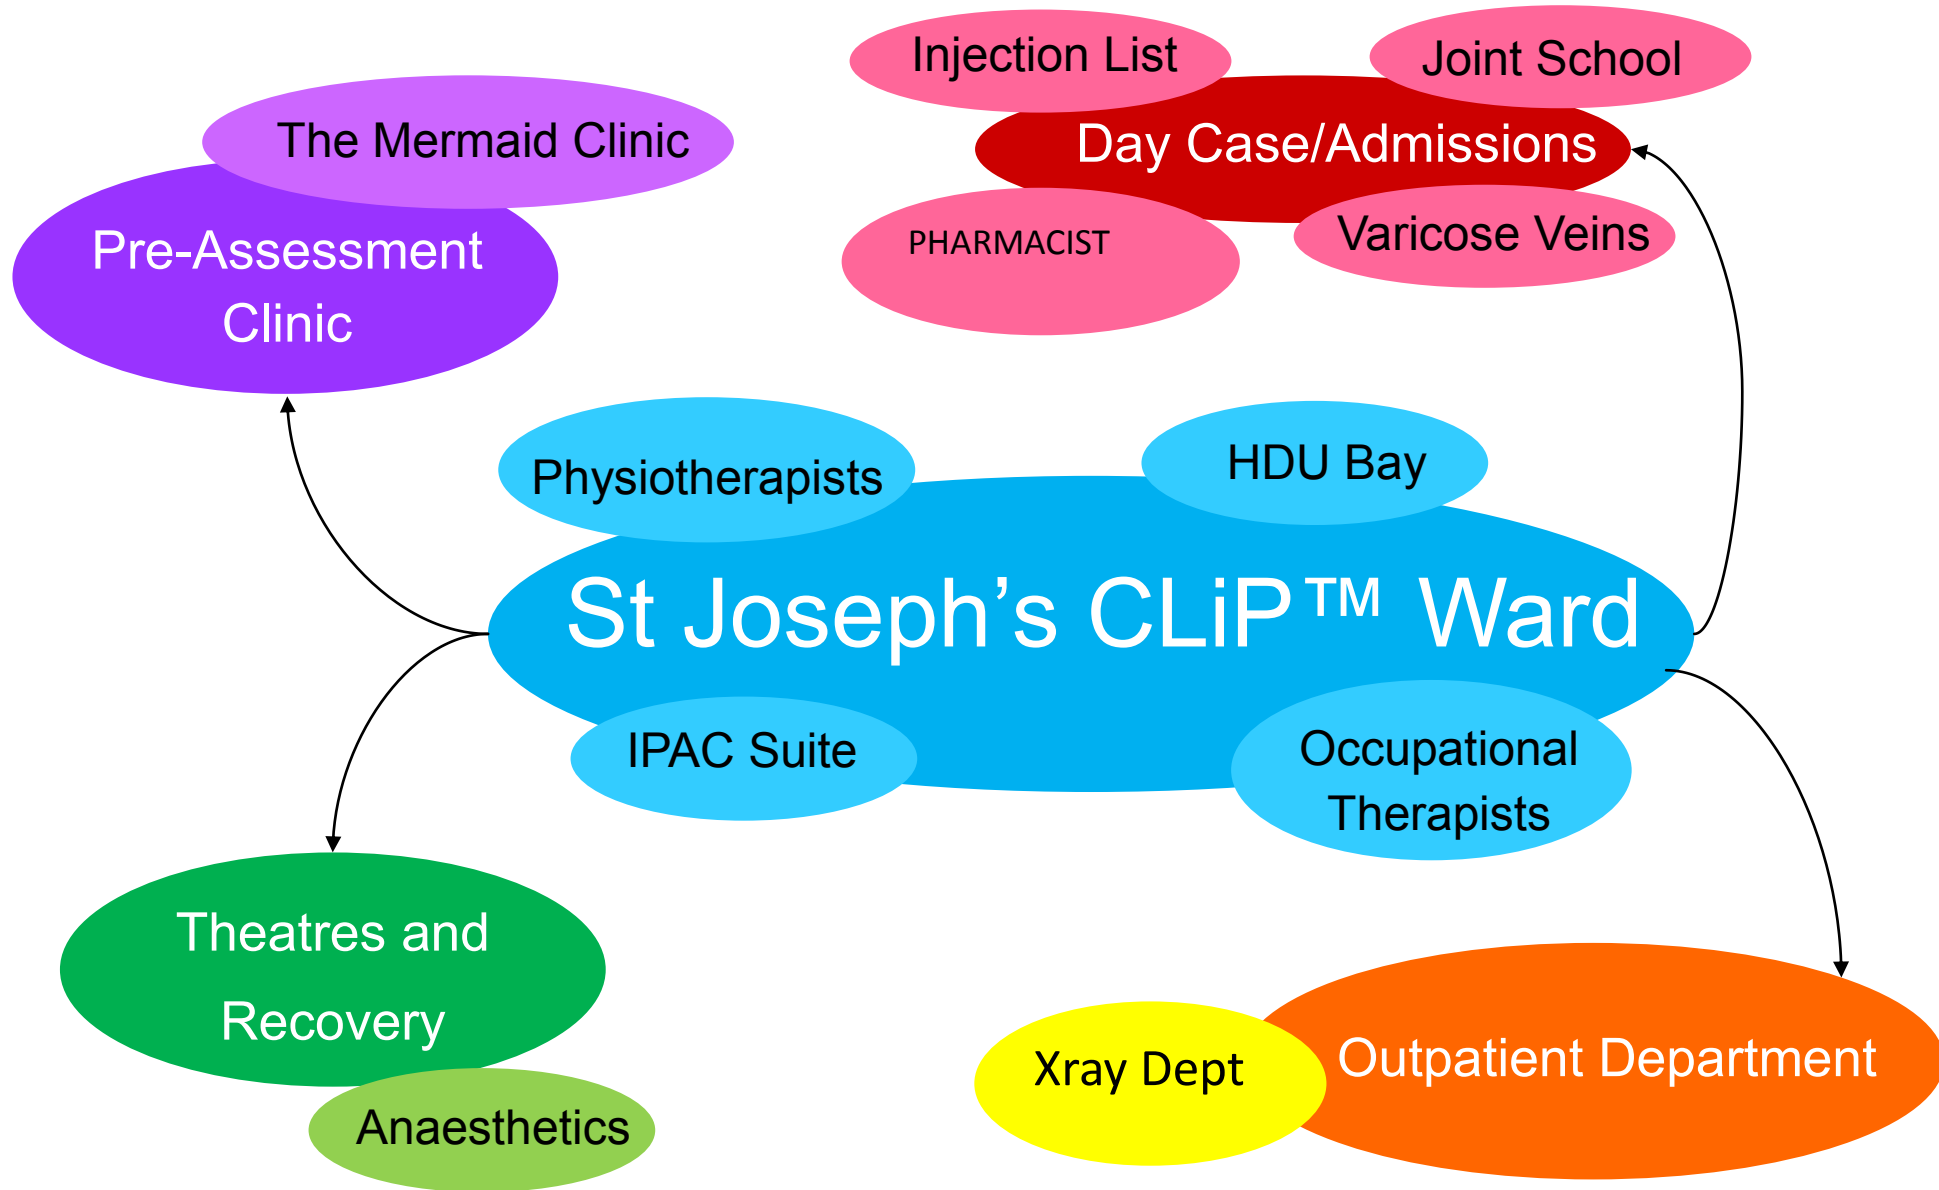 Injection List
Joint School
The Mermaid Clinic
Day Case/Admissions
Pre-Assessment
Clinic
PHARMACIST
Varicose Veins
Physiotherapists
HDU Bay
St Joseph’s CLiP™ Ward
IPAC Suite
Occupational
Therapists
Theatres and
Recovery
Anaesthetics
Xray Dept
Outpatient Department